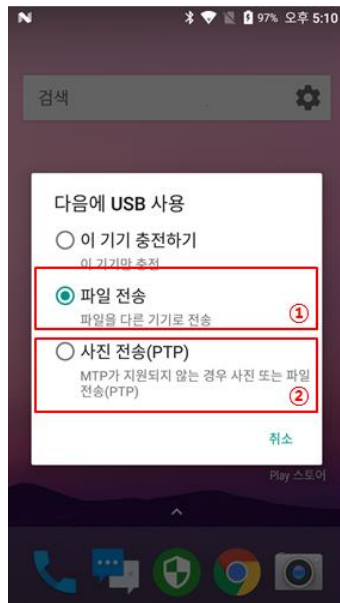 97% 오후 5:10
검색
다음에 USB 사용
이 기기 충전하기
이 기기만 충전
파일 전송
파일을 다른 기기로 전송
①
사진 전송(PTP)
MTP가 지원되지 않는 경우 사진 또는 파일
전송(PTP)
②
취소
Play 스토어